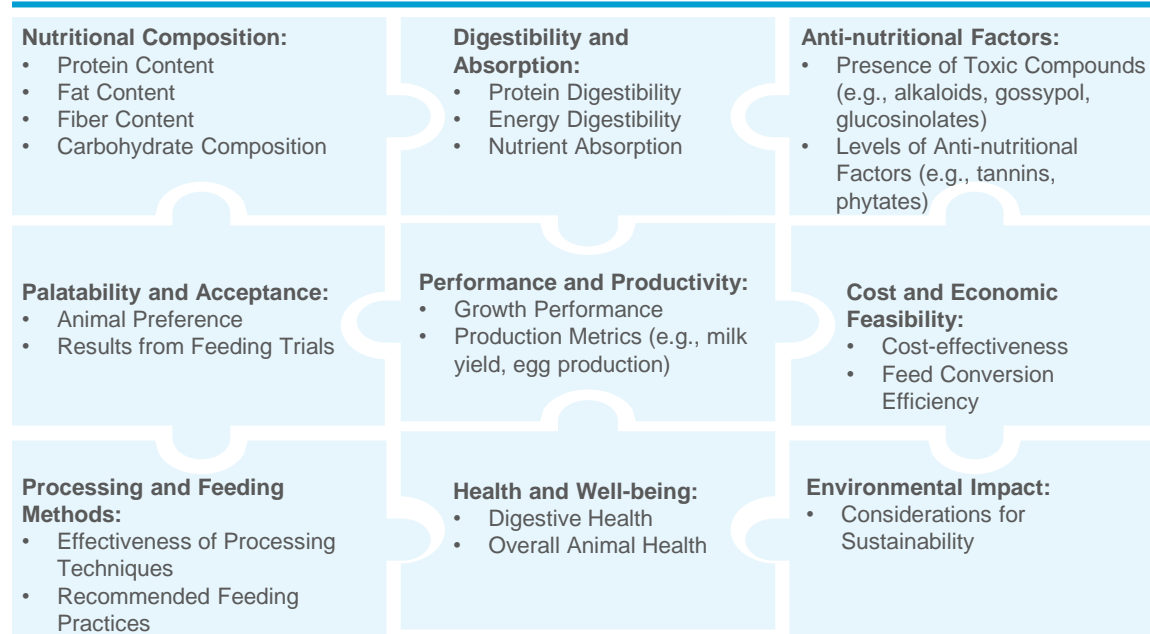 Nutritional Composition:
• Protein Content
• Fat Content
• Fiber Content
• Carbohydrate Composition
Digestibility and
Absorption:
• Protein Digestibility
• Energy Digestibility
• Nutrient Absorption
Anti-nutritional Factors:
• Presence of Toxic Compounds
(e.g., alkaloids, gossypol,
glucosinolates)
• Levels of Anti-nutritional
Factors (e.g., tannins,
phytates)
Palatability and Acceptance:
• Animal Preference
• Results from Feeding Trials
Performance and Productivity:
• Growth Performance
• Production Metrics (e.g., milk
yield, egg production)
Cost and Economic
Feasibility:
• Cost-effectiveness
• Feed Conversion
Efficiency
Processing and Feeding
Methods:
• Effectiveness of Processing
Techniques
• Recommended Feeding
Practices
Health and Well-being:
• Digestive Health
• Overall Animal Health
Environmental Impact:
• Considerations for
Sustainability